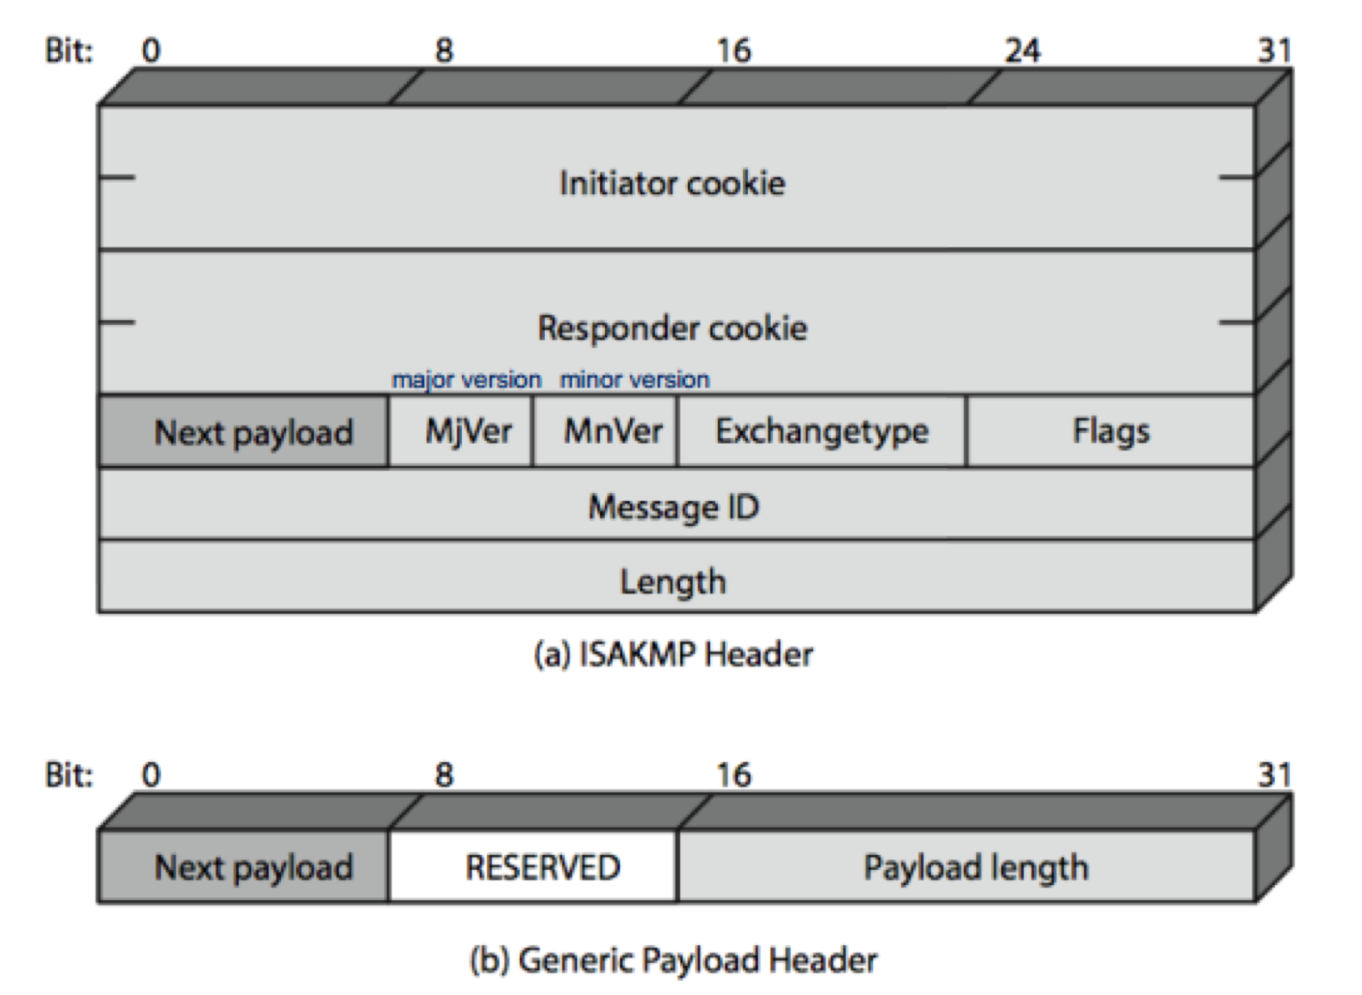 Bit: 0 8 16 24 31
Initiator cookie
Responder cookie
major version minor version
Next payload MjVer MnVer Exchangetype Flags
Message ID
Length
(a) ISAKMP Header
Bit: 0 8 16 31
Next payload RESERVED Payload length
(b) Generic Payload Header